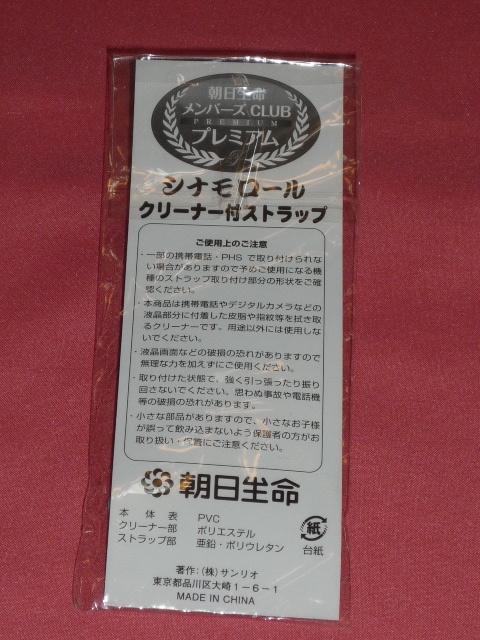 朝日生命
メンバーズCLUB
PREMIUM
プレミアム
シナモロール
クリーナー付ストラップ
ご使用上のご注意
・一部の携帯電話・PHSで取り付けられな
い場合がありますので予めご使用になる機
種のストラップ取り付け部分の形状をご確
認ください。
・本商品は携帯電話やデジタルカメラなどの
液晶部分に付着した皮脂や指紋等を拭き取
るクリーナーです。用途以外には使用しな
いでください。
・液晶画面などの破損の恐れがありますので
無理な力を加えずにご使用ください。
・取り付けた状態で、強く引っ張ったり振り
回さないでください。思わぬ事故や電話機
等の破損の恐れがあります。
・小さな部品がありますので、小さなお子様
が誤って飲み込まないよう保護者の方がお
取り扱い・保管にご注意ください。
朝日生命
本体表 PVC
クリーナー部 ポリエステル
ストラップ部 亜鉛・ポリウレタン
紙
台紙
著作:(株)サンリオ
東京都品川区大崎1-6-1
MADE IN CHINA